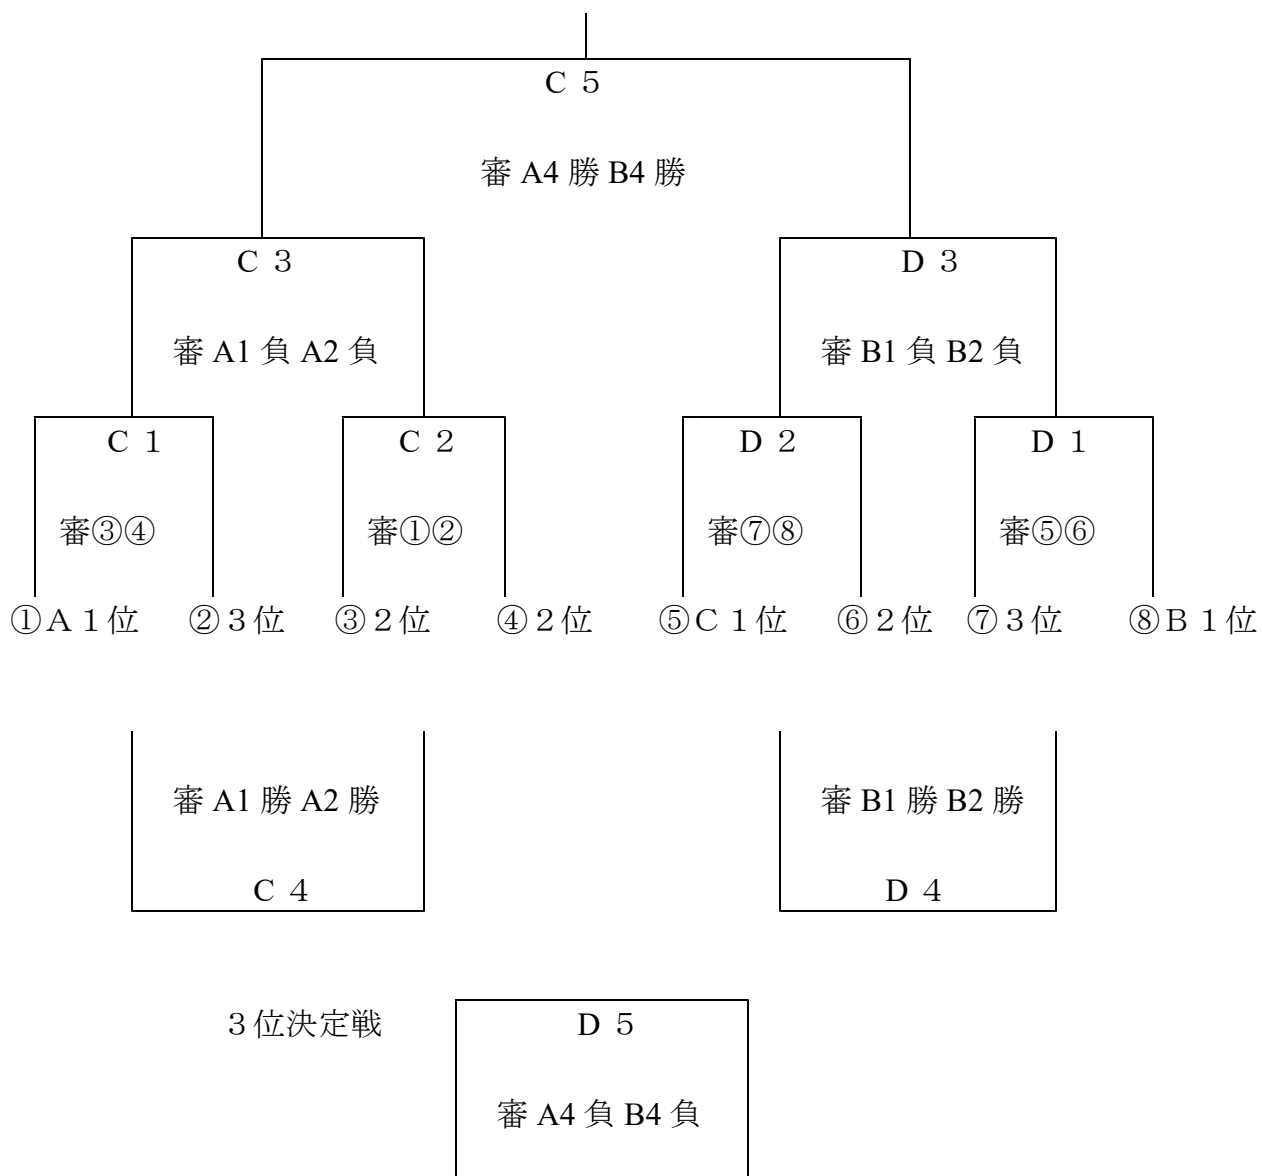 C ５
審 A4 勝 B4 勝
C ３
D ３
審 A1 負 A2 負
審 B1 負 B2 負
C １
C ２
D ２
D １
審③④
審①②
審⑦⑧
審⑤⑥
①A １位
②３位
③２位
④２位
⑤C １位
⑥２位
⑦３位
⑧B １位
審 A1 勝 A2 勝
審 B1 勝 B2 勝
C ４
D ４
３位決定戦
D ５
審 A4 負 B4 負